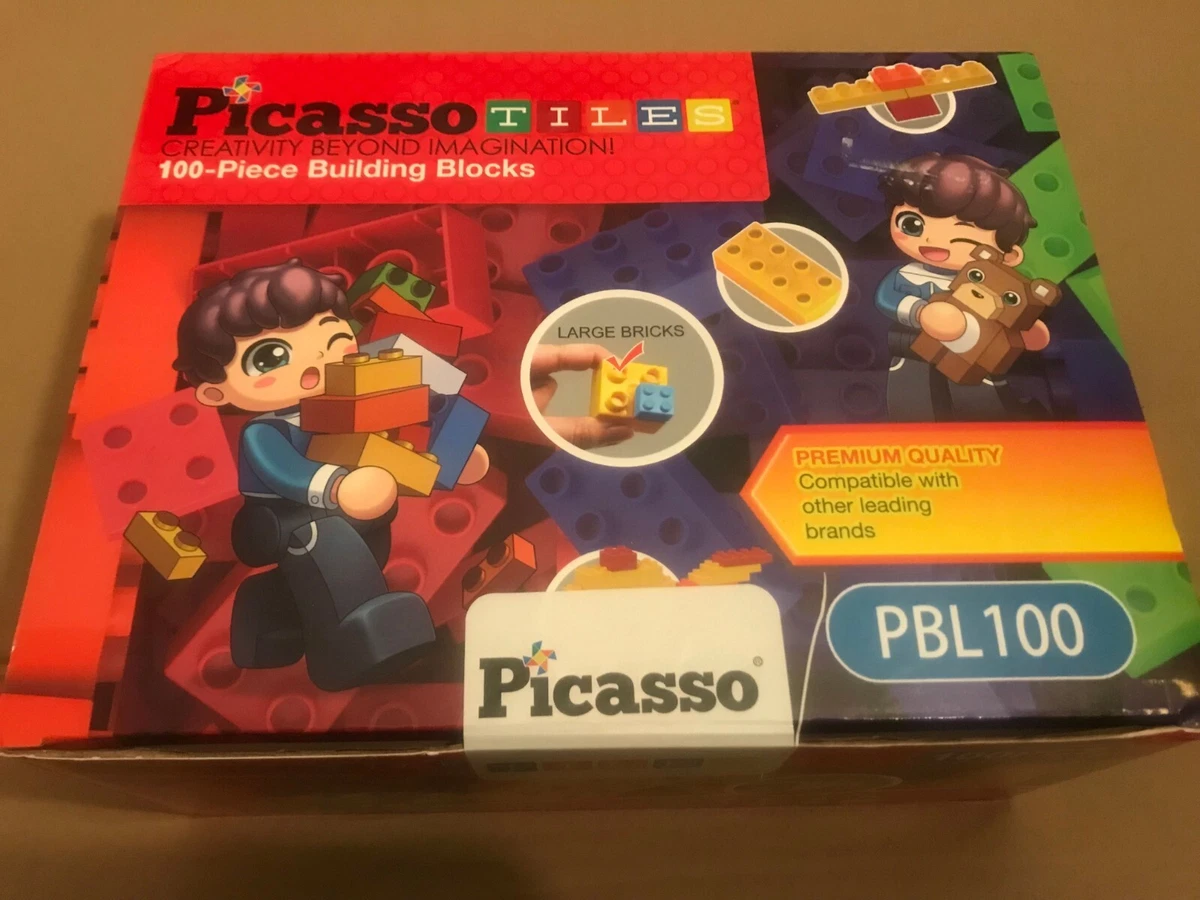 Picasso TILES™
CREATIVITY BEYOND IMAGINATION!
100-Piece Building Blocks
LARGE BRICKS
PREMIUM QUALITY
Compatible with
other leading
brands
PBL100
Picasso®